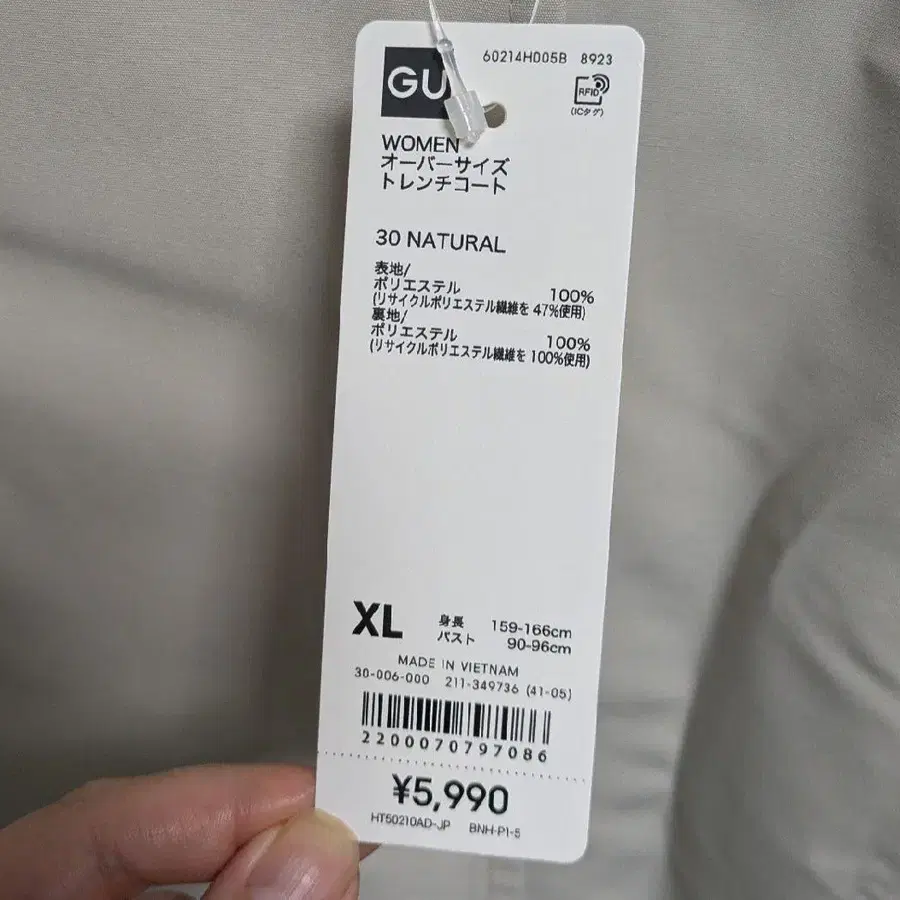 GU
60214H005B 8923
RFID
(ICタグ)
WOMEN
オーバーサイズ
トレンチコート
30 NATURAL
表地/
ポリエステル 100%
(リサイクルポリエステル繊維を 47%使用)
裏地/
ポリエステル 100%
(リサイクルポリエステル繊維を 100%使用)
XL 身長 159-166cm
バスト 90-96cm
MADE IN VIETNAM
30-006-000 211-349736 (41-05)
2200070797086
¥5,990
HT50210AD-JP BNH-P1-5